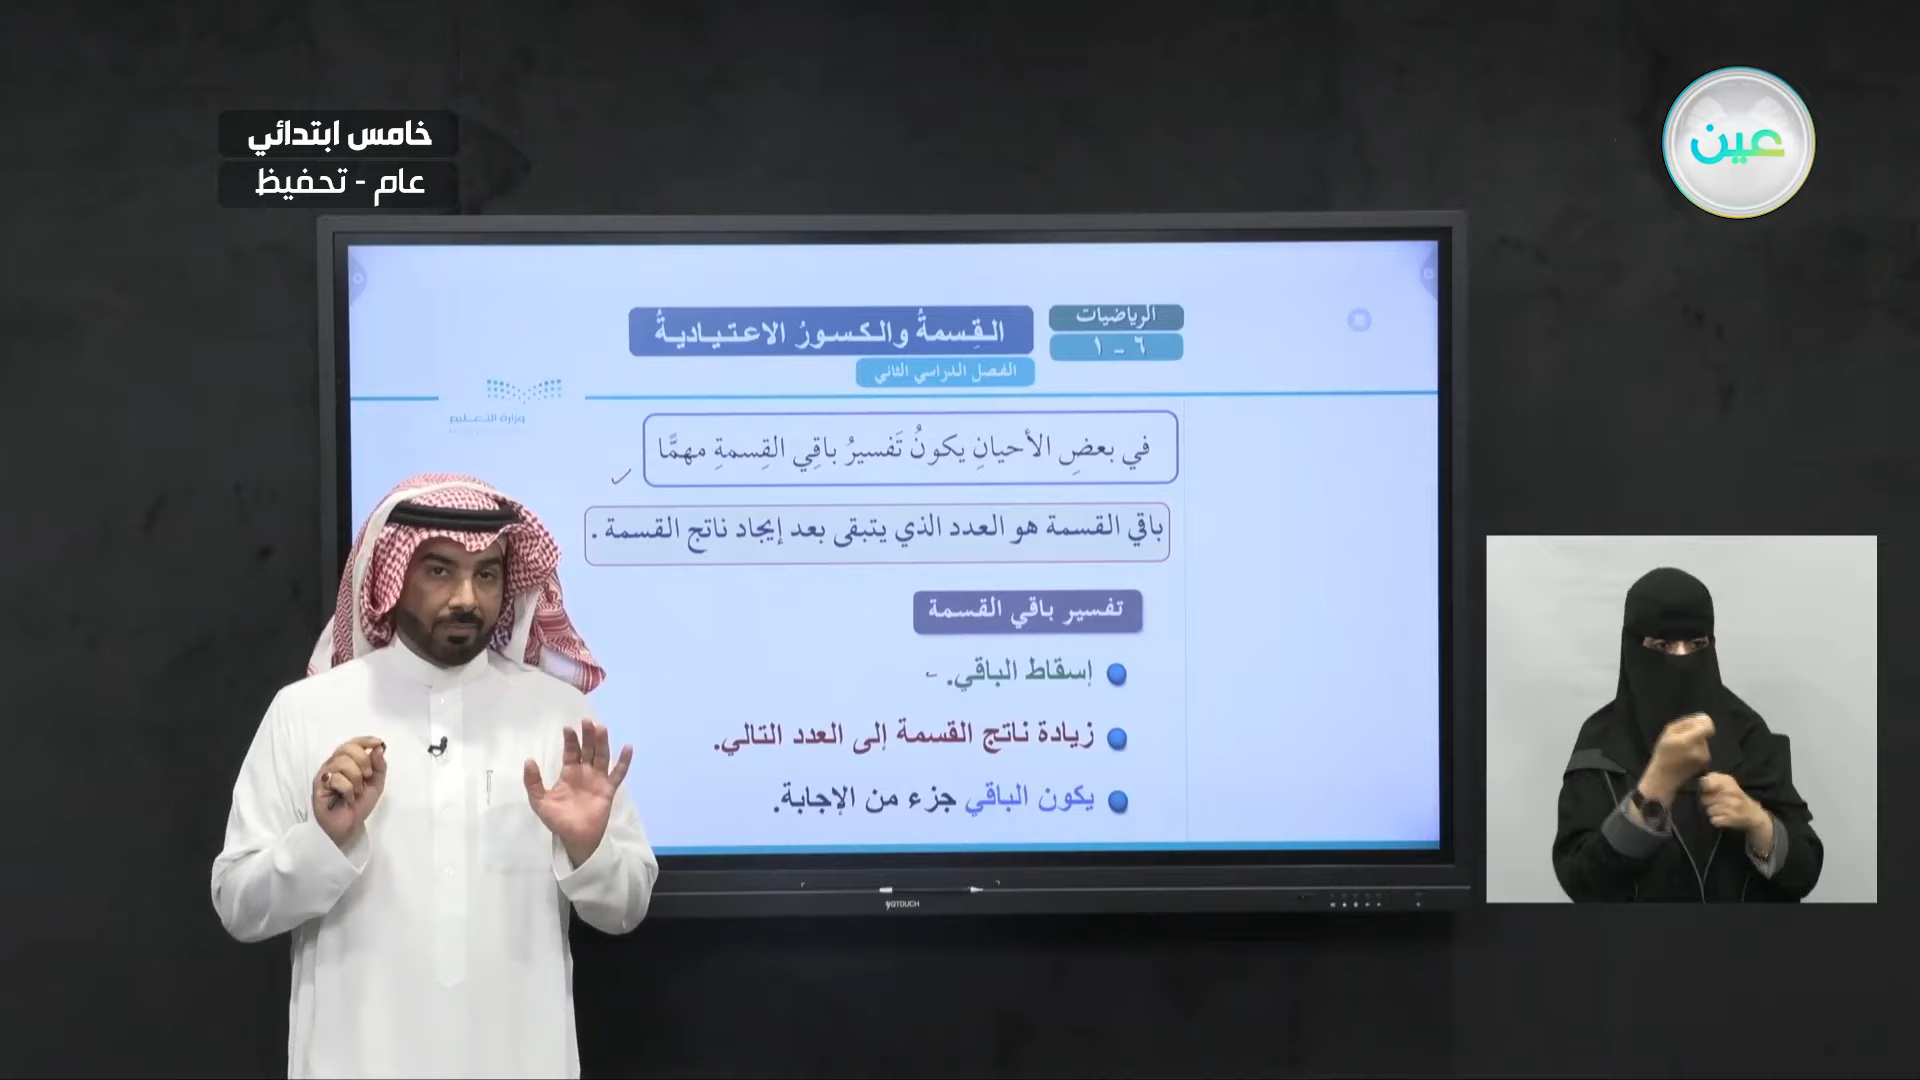 خامس ابتدائي
عام - تحفيظ
عين
الرياضيات
٦ - ١
القِسمةُ والكسورُ الاعتياديةُ
الفصل الدراسي الثاني
وزارة التعليم
في بعضِ الأحيانِ يكونُ تَفسيرُ باقِي القِسمةِ مهمًّا
باقي القسمة هو العدد الذي يتبقى بعد إيجاد ناتج القسمة .
تفسير باقي القسمة
إسقاط الباقي.
زيادة ناتج القسمة إلى العدد التالي.
يكون الباقي جزء من الإجابة.